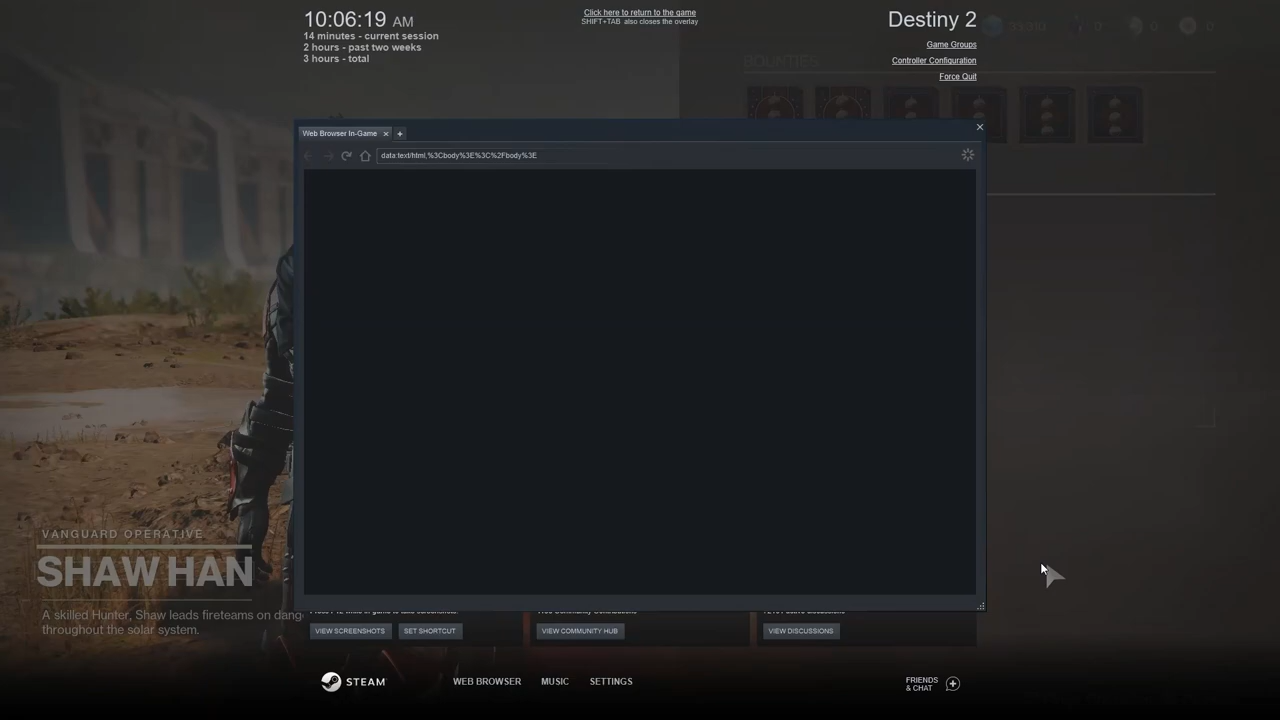 10:06:19 AM
14 minutes - current session
2 hours - past two weeks
3 hours - total
Click here to return to the game
SHIFT+TAB also closes the overlay
Destiny 2
Game Groups
Controller Configuration
Force Quit
BOUNTIES
Web Browser In-Game
data:text/html,%3Cbody%3E%3C%2Fbody%3E
VANGUARD OPERATIVE
SHAW HAN
A skilled Hunter, Shaw leads fireteams on dang
throughout the solar system.
VIEW SCREENSHOTS
SET SHORTCUT
VIEW COMMUNITY HUB
VIEW DISCUSSIONS
STEAM
WEB BROWSER
MUSIC
SETTINGS
FRIENDS
& CHAT